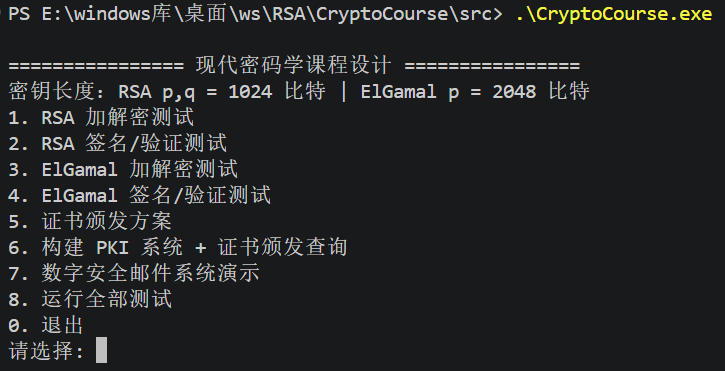 PS E:\windows库\桌面\ws\RSA\CryptoCourse\src> .\CryptoCourse.exe
================ 现代密码学课程设计 ================
密钥长度: RSA p,q = 1024 比特 | ElGamal p = 2048 比特
1. RSA 加解密测试
2. RSA 签名/验证测试
3. ElGamal 加解密测试
4. ElGamal 签名/验证测试
5. 证书颁发方案
6. 构建 PKI 系统 + 证书颁发查询
7. 数字安全邮件系统演示
8. 运行全部测试
0. 退出
请选择: